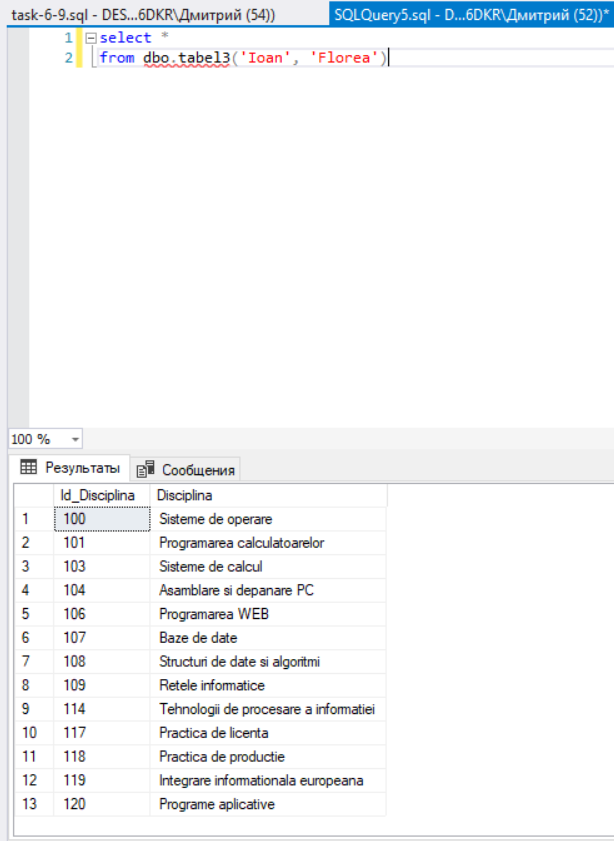 task-6-9.sql - DES...6DKR\Дмитрий (54))
SQLQuery5.sql - D...6DKR\Дмитрий (52))*
1 select *
2 from dbo.tabel3('Ioan', 'Florea')
100 %
Результаты Сообщения
Id_Disciplina Disciplina
1 100 Sisteme de operare
2 101 Programarea calculatoarelor
3 103 Sisteme de calcul
4 104 Asamblare si depanare PC
5 106 Programarea WEB
6 107 Baze de date
7 108 Structuri de date si algoritmi
8 109 Retele informatice
9 114 Tehnologii de procesare a informatiei
10 117 Practica de licenta
11 118 Practica de productie
12 119 Integrare informationala europeana
13 120 Programe aplicative